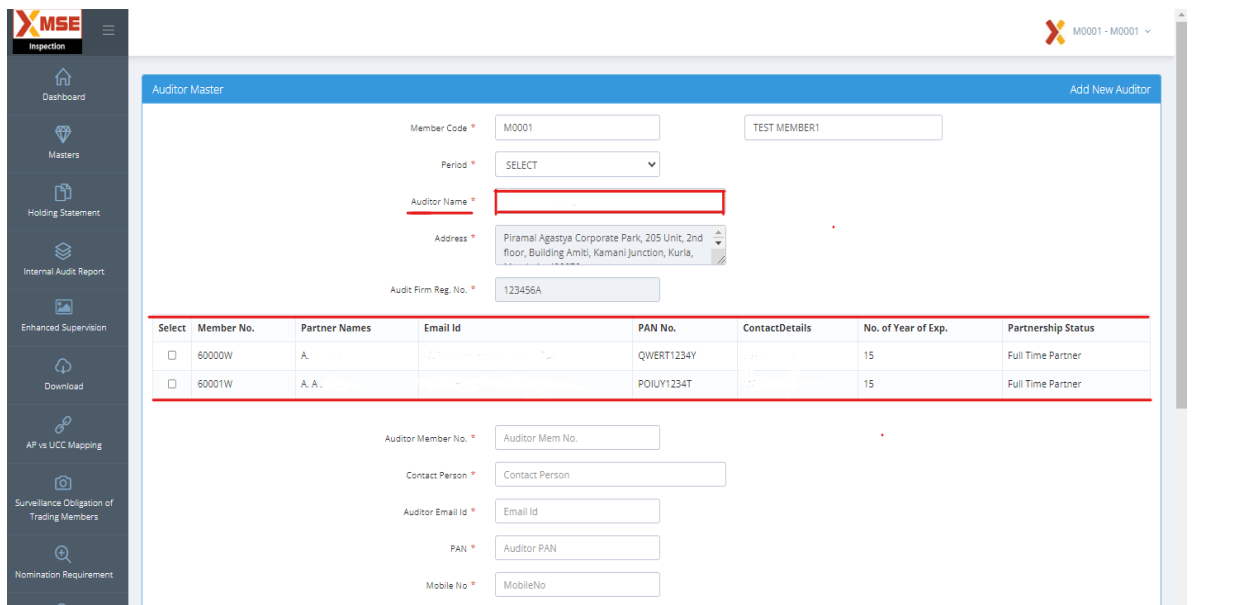 MSE
Inspection
M0001 - M0001
Dashboard
Masters
Holding Statement
Internal Audit Report
Enhanced Supervision
Download
AP vs UCC Mapping
Surveillance Obligation of
Trading Members
Nomination Requirement
Auditor Master Add New Auditor
Member Code * M0001 TEST MEMBER1
Period * SELECT
Auditor Name *
Address * Piramal Agastya Corporate Park, 205 Unit, 2nd
floor, Building Amiti, Kamani Junction, Kurla,
Audit Firm Reg. No. * 123456A
Select Member No. Partner Names Email Id PAN No. ContactDetails No. of Year of Exp. Partnership Status
60000W A. QWERT1234Y 15 Full Time Partner
60001W A. A . POIUY1234T 15 Full Time Partner
Auditor Member No. * Auditor Mem No.
Contact Person * Contact Person
Auditor Email Id * Email Id
PAN * Auditor PAN
Mobile No * MobileNo